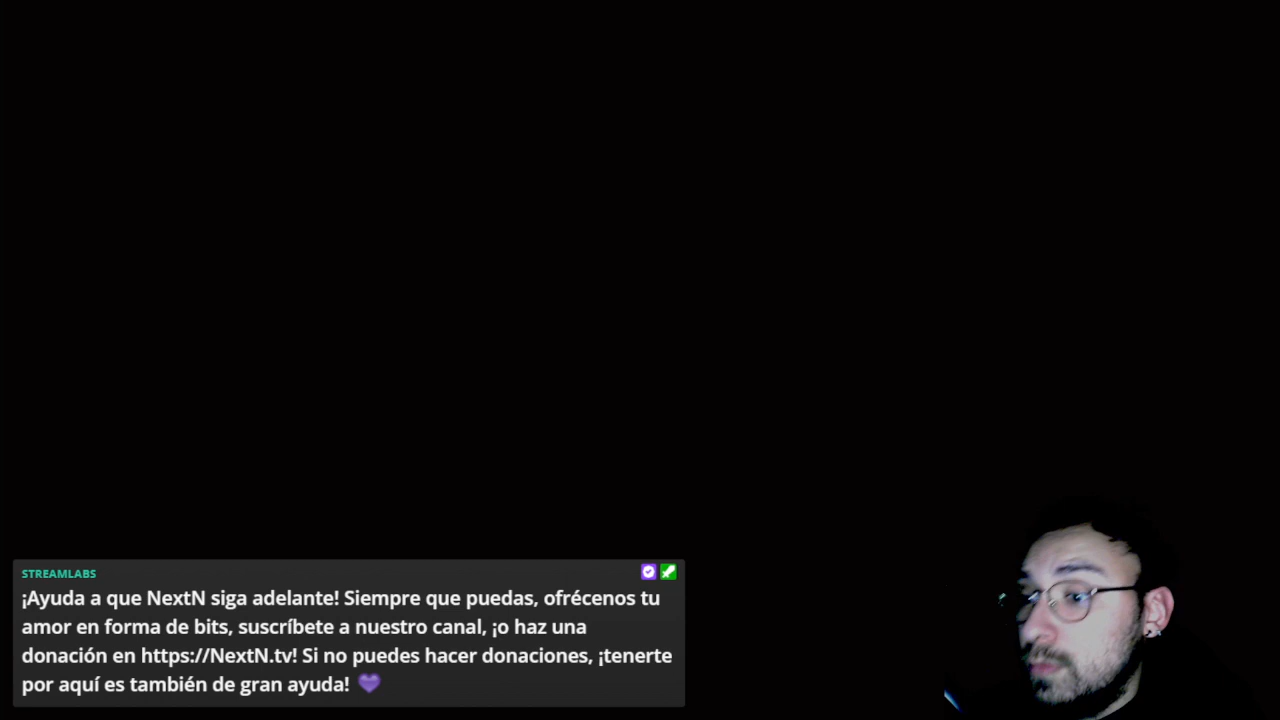 STREAMLABS
¡Ayuda a que NextN siga adelante! Siempre que puedas, ofrécenos tu
amor en forma de bits, suscríbete a nuestro canal, ¡o haz una
donación en https://NextN.tv! Si no puedes hacer donaciones, ¡tenerte
por aquí es también de gran ayuda! 💜